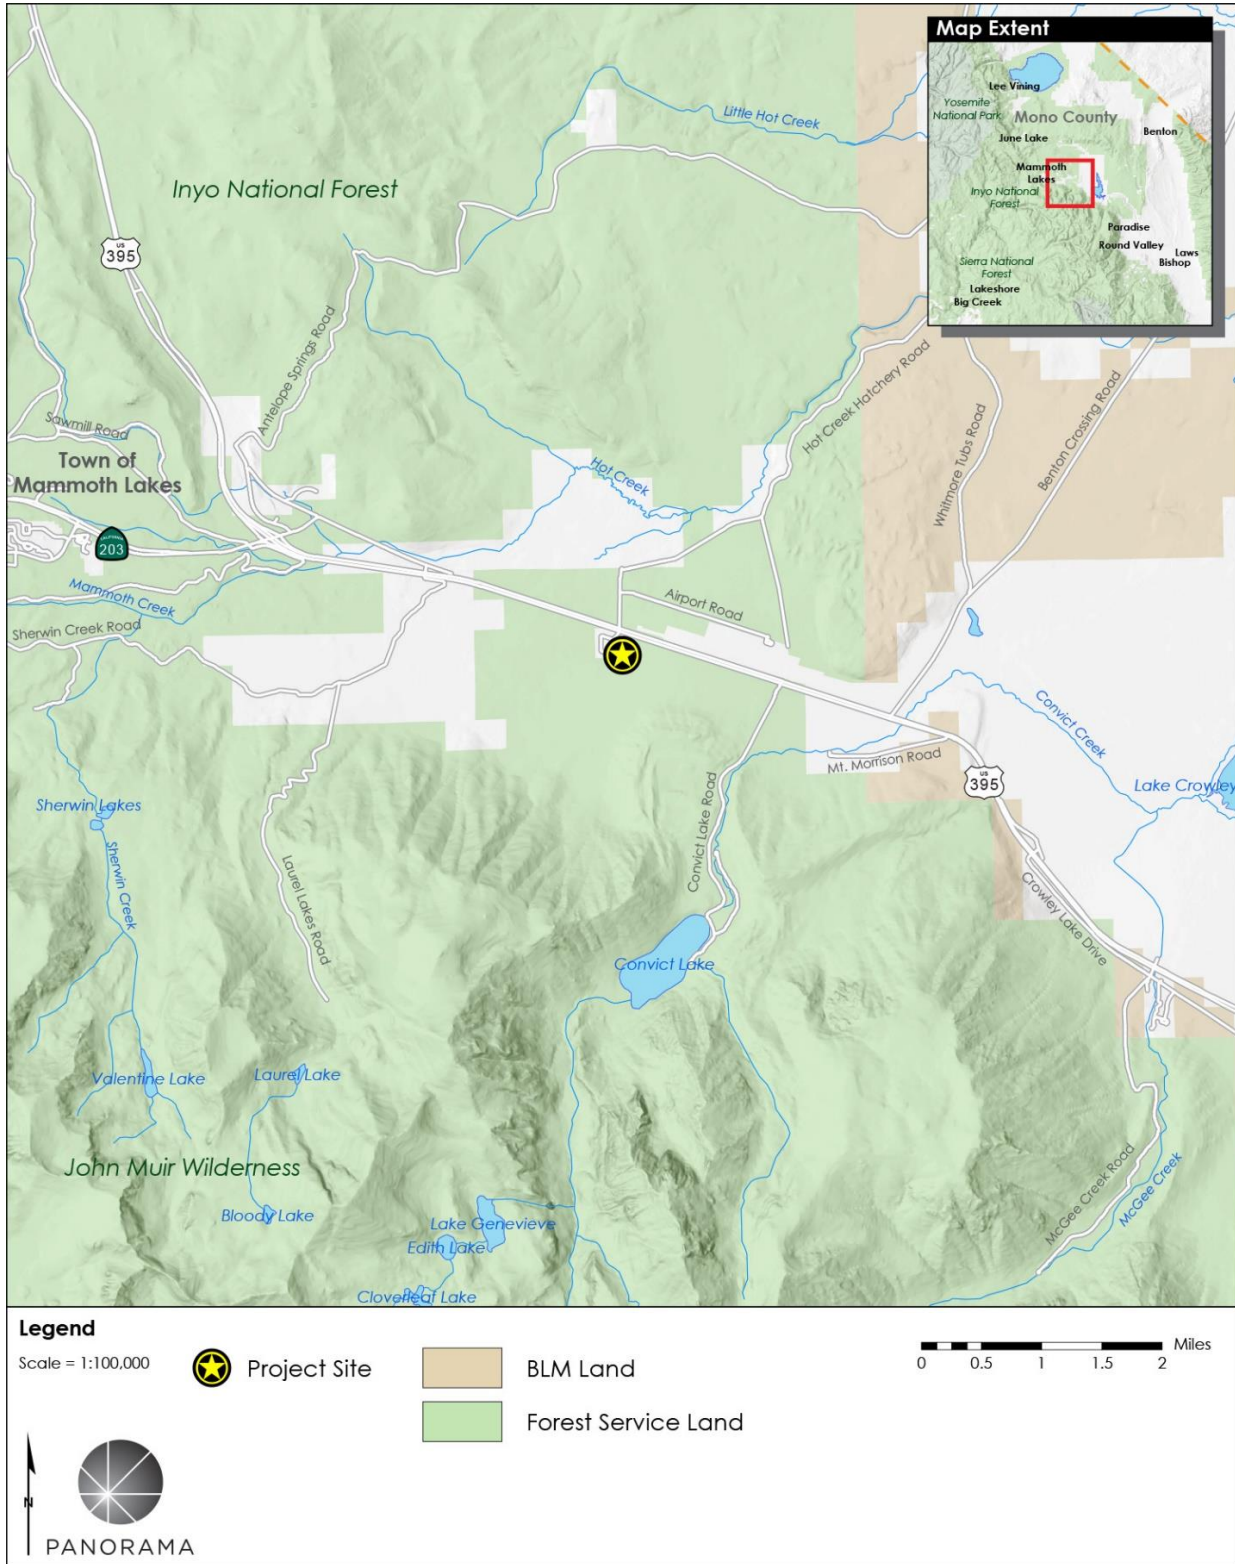 Map Extent
Lee Vining
Yosemite
National Park
Mono County
Benton
June Lake
Mammoth
Lakes
Inyo National
Forest
Paradise
Round Valley
Laws
Bishop
Sierra National
Forest
Lakeshore
Big Creek
Little Hot Creek
Inyo National Forest
US
395
Antelope Springs Road
Hot Creek Hatchery Road
Sawmill Road
Town of
Mammoth Lakes
Hot Creek
Whitmore Tubs Road
Benton Crossing Road
CALIFORNIA
203
Mammoth Creek
Airport Road
Sherwin Creek Road
Convict Creek
Mt. Morrison Road
US
395
Lake Crowley
Sherwin Lakes
Convict Lake Road
Sherwin Creek
Laurel Lakes Road
Crowley Lake Drive
Convict Lake
Valentine Lake
Laurel Lake
John Muir Wilderness
McGee Creek Road
McGee Creek
Bloody Lake
Lake Genevieve
Edith Lake
Cloverleaf Lake
Legend
Scale = 1:100,000
Project Site
BLM Land
Forest Service Land
Miles
0 0.5 1 1.5 2
N
PANORAMA